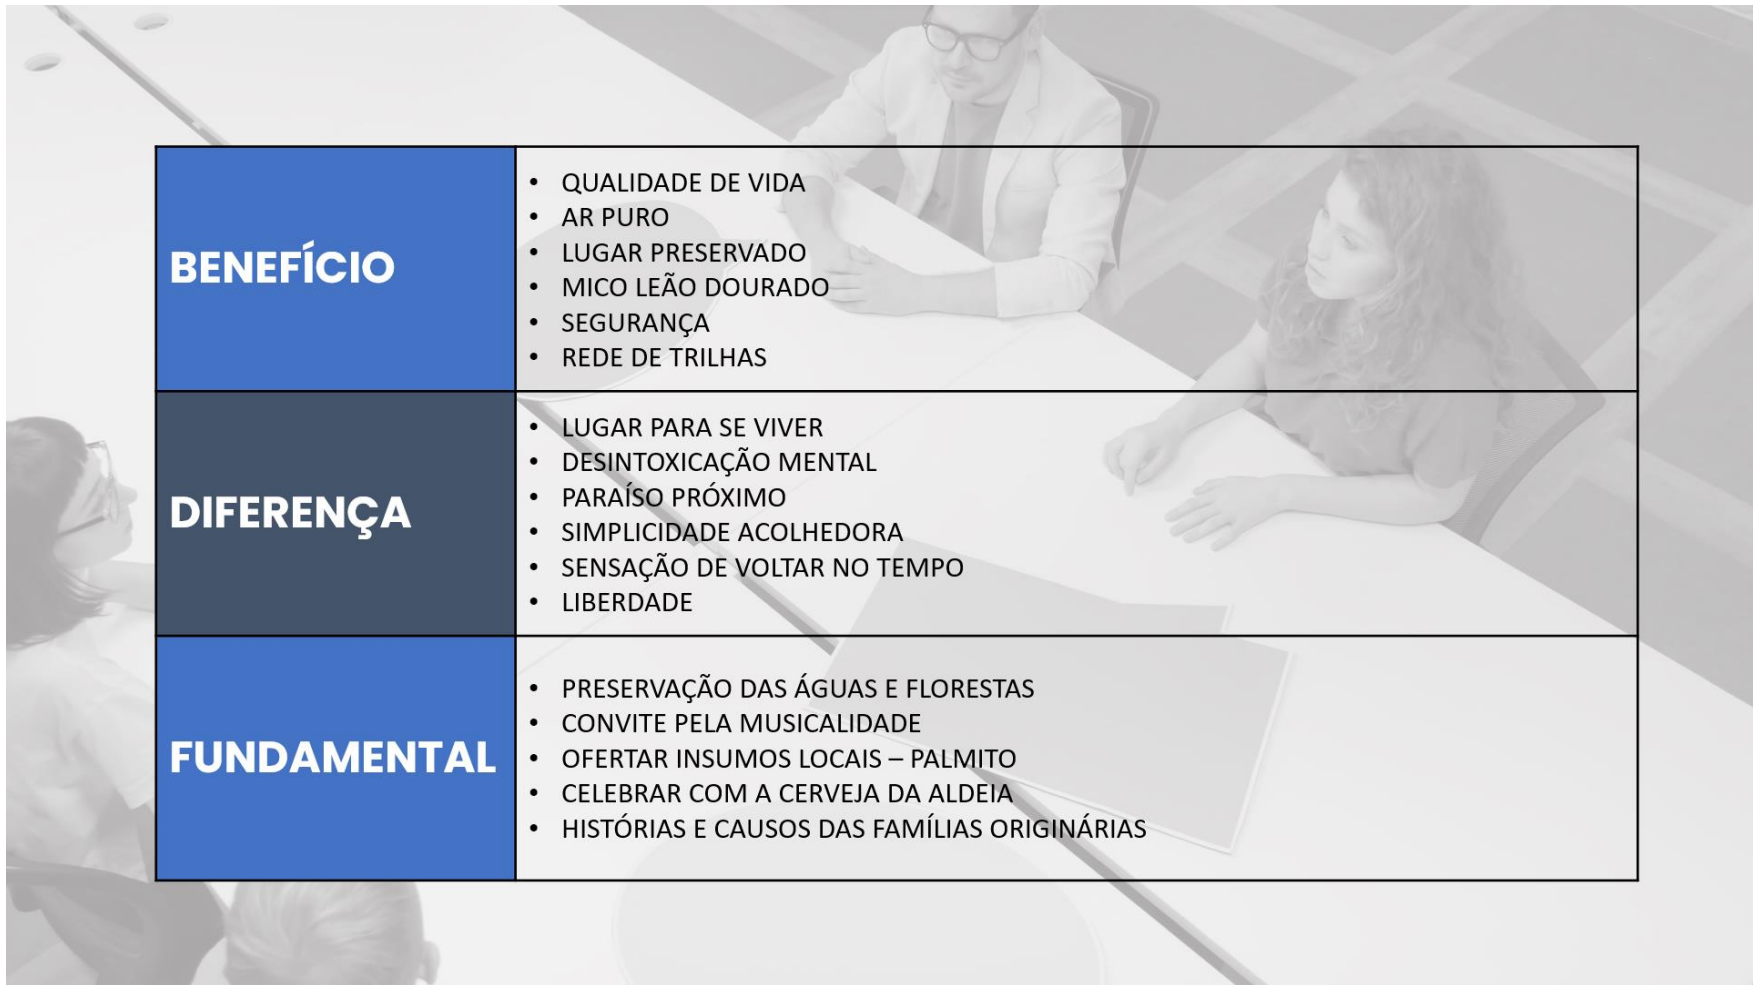 BENEFÍCIO
• QUALIDADE DE VIDA
• AR PURO
• LUGAR PRESERVADO
• MICO LEÃO DOURADO
• SEGURANÇA
• REDE DE TRILHAS
DIFERENÇA
• LUGAR PARA SE VIVER
• DESINTOXICAÇÃO MENTAL
• PARAÍSO PRÓXIMO
• SIMPLICIDADE ACOLHEDORA
• SENSAÇÃO DE VOLTAR NO TEMPO
• LIBERDADE
FUNDAMENTAL
• PRESERVAÇÃO DAS ÁGUAS E FLORESTAS
• CONVITE PELA MUSICALIDADE
• OFERTAR INSUMOS LOCAIS – PALMITO
• CELEBRAR COM A CERVEJA DA ALDEIA
• HISTÓRIAS E CAUSOS DAS FAMÍLIAS ORIGINÁRIAS